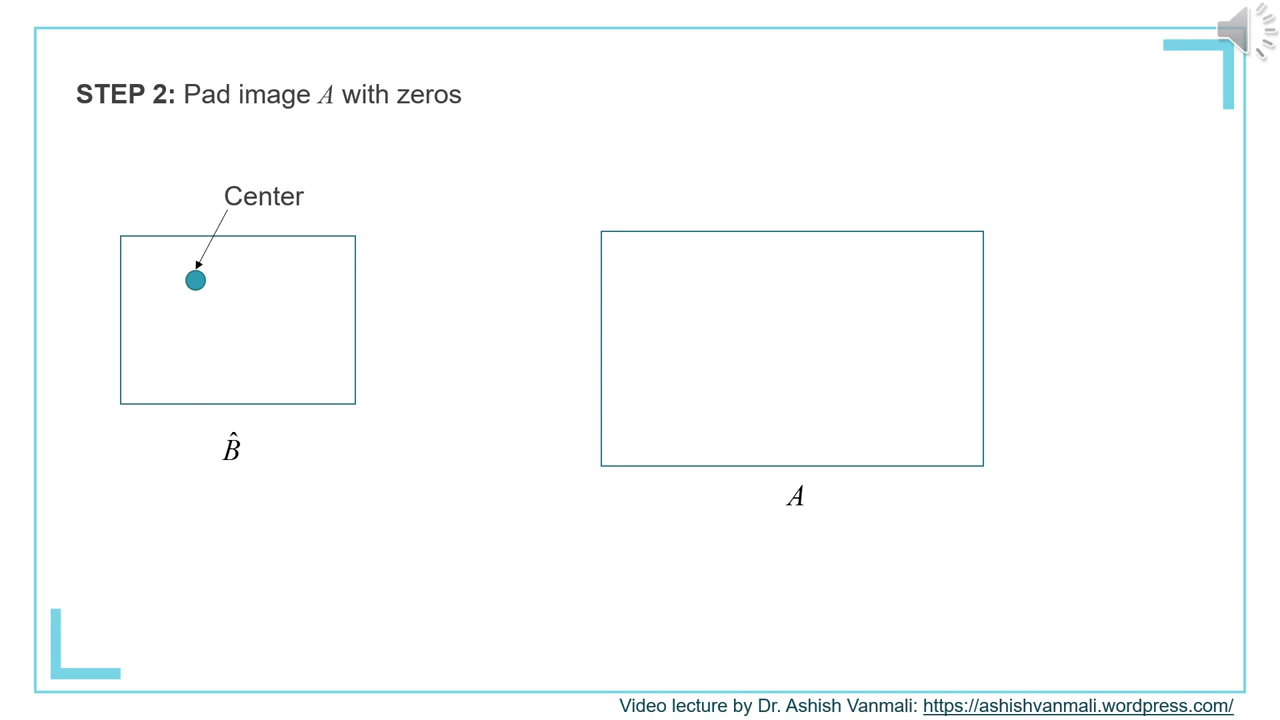 STEP 2: Pad image A with zeros
Center
B̂
A
Video lecture by Dr. Ashish Vanmali: https://ashishvanmali.wordpress.com/